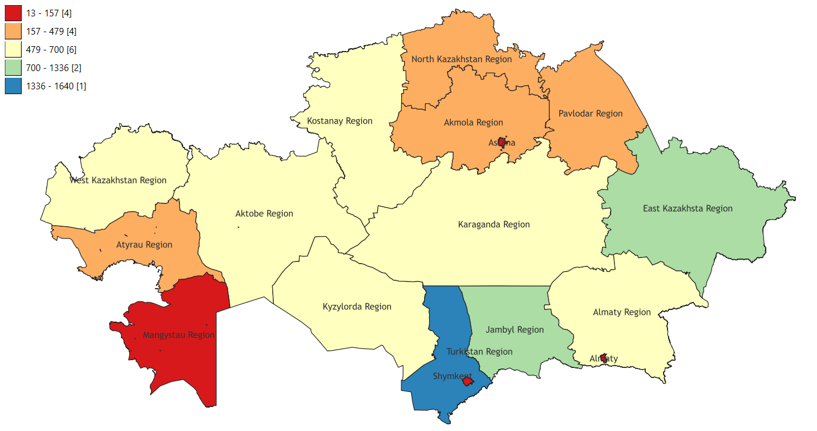 13 - 157 [4]
157 - 479 [4]
479 - 700 [6]
700 - 1336 [2]
1336 - 1640 [1]
North Kazakhstan Region
Kostanay Region
Akmola Region
Pavlodar Region
Astana
West Kazakhstan Region
Aktobe Region
East Kazakhsta Region
Karaganda Region
Atyrau Region
Kyzylorda Region
Almaty Region
Mangystau Region
Jambyl Region
Turkistan Region
Almaty
Shymkent